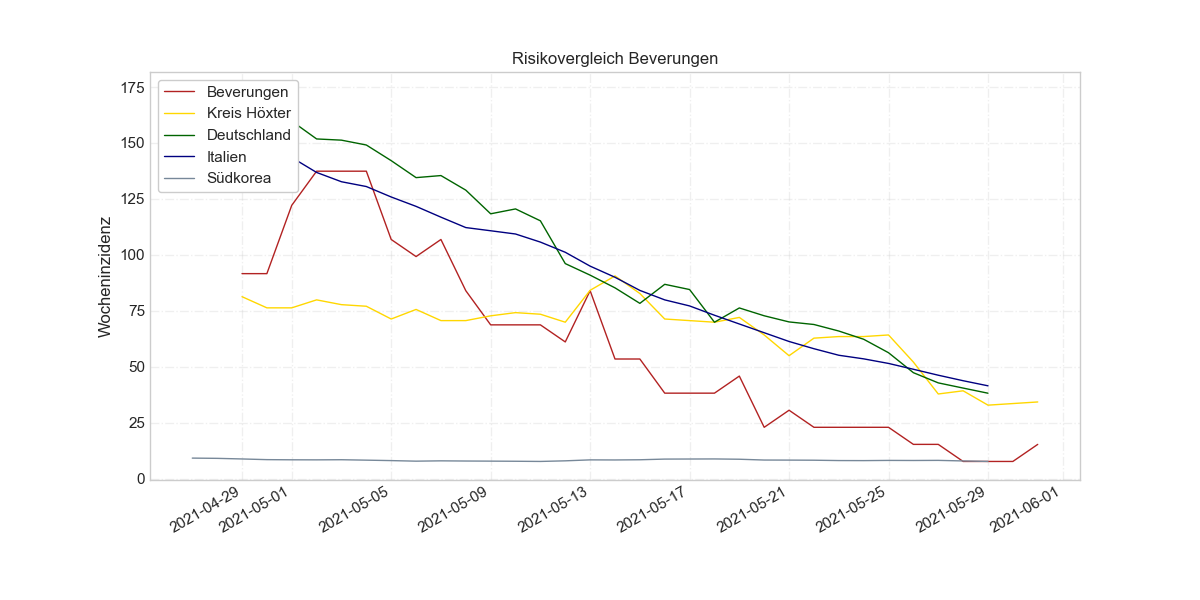 Risikovergleich Beverungen
Wocheninzidenz
175
150
125
100
75
50
25
0
Beverungen
Kreis Höxter
Deutschland
Italien
Südkorea
2021-04-29
2021-05-01
2021-05-05
2021-05-09
2021-05-13
2021-05-17
2021-05-21
2021-05-25
2021-05-29
2021-06-01